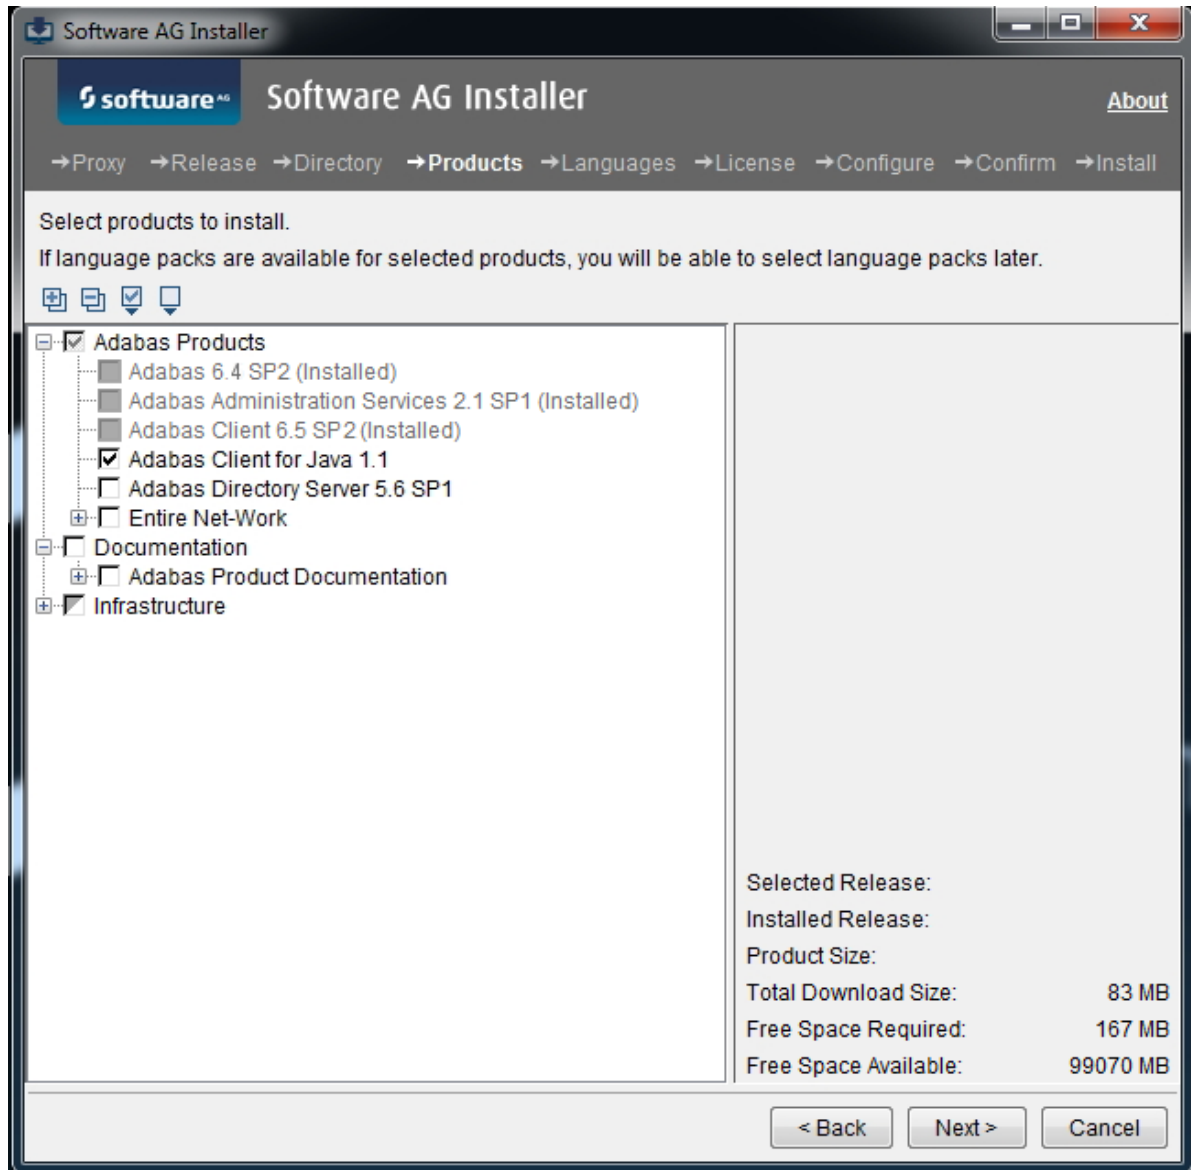 Software AG Installer
software AG Software AG Installer About
→Proxy →Release →Directory →Products →Languages →License →Configure →Confirm →Install
Select products to install.
If language packs are available for selected products, you will be able to select language packs later.
Adabas Products
Adabas 6.4 SP2 (Installed)
Adabas Administration Services 2.1 SP1 (Installed)
Adabas Client 6.5 SP2 (Installed)
Adabas Client for Java 1.1
Adabas Directory Server 5.6 SP1
Entire Net-Work
Documentation
Adabas Product Documentation
Infrastructure
Selected Release:
Installed Release:
Product Size:
Total Download Size: 83 MB
Free Space Required: 167 MB
Free Space Available: 99070 MB
< Back Next > Cancel